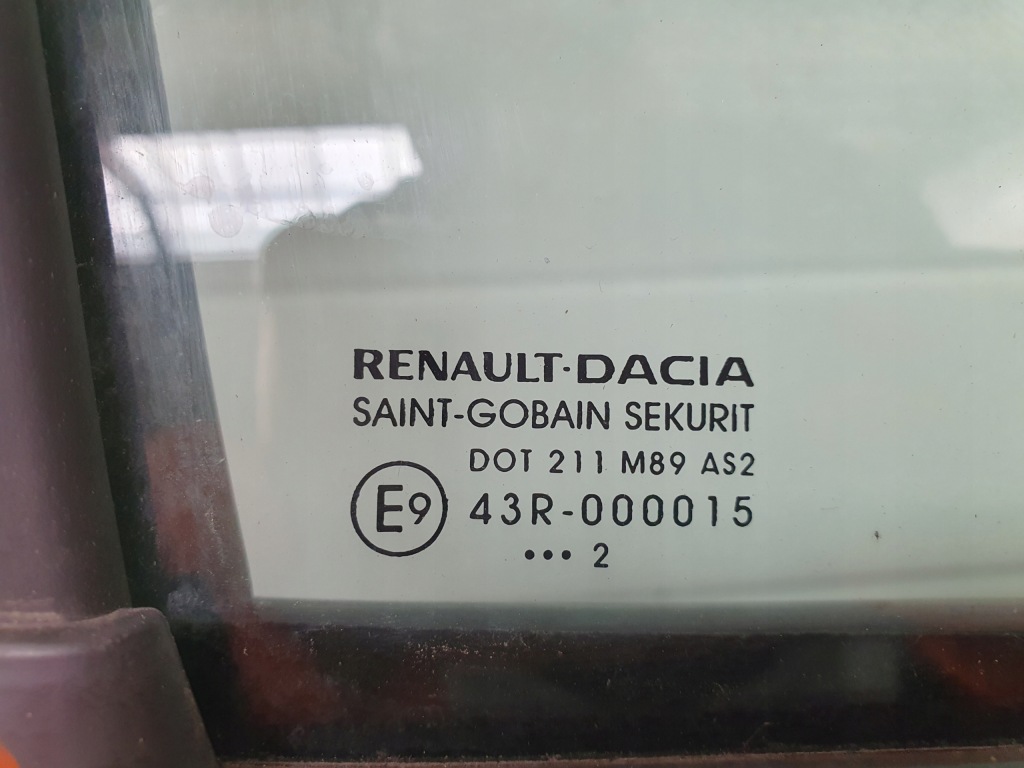 RENAULT·DACIA
SAINT-GOBAIN SEKURIT
DOT 211 M89 AS2
E9 43R-000015
••• 2